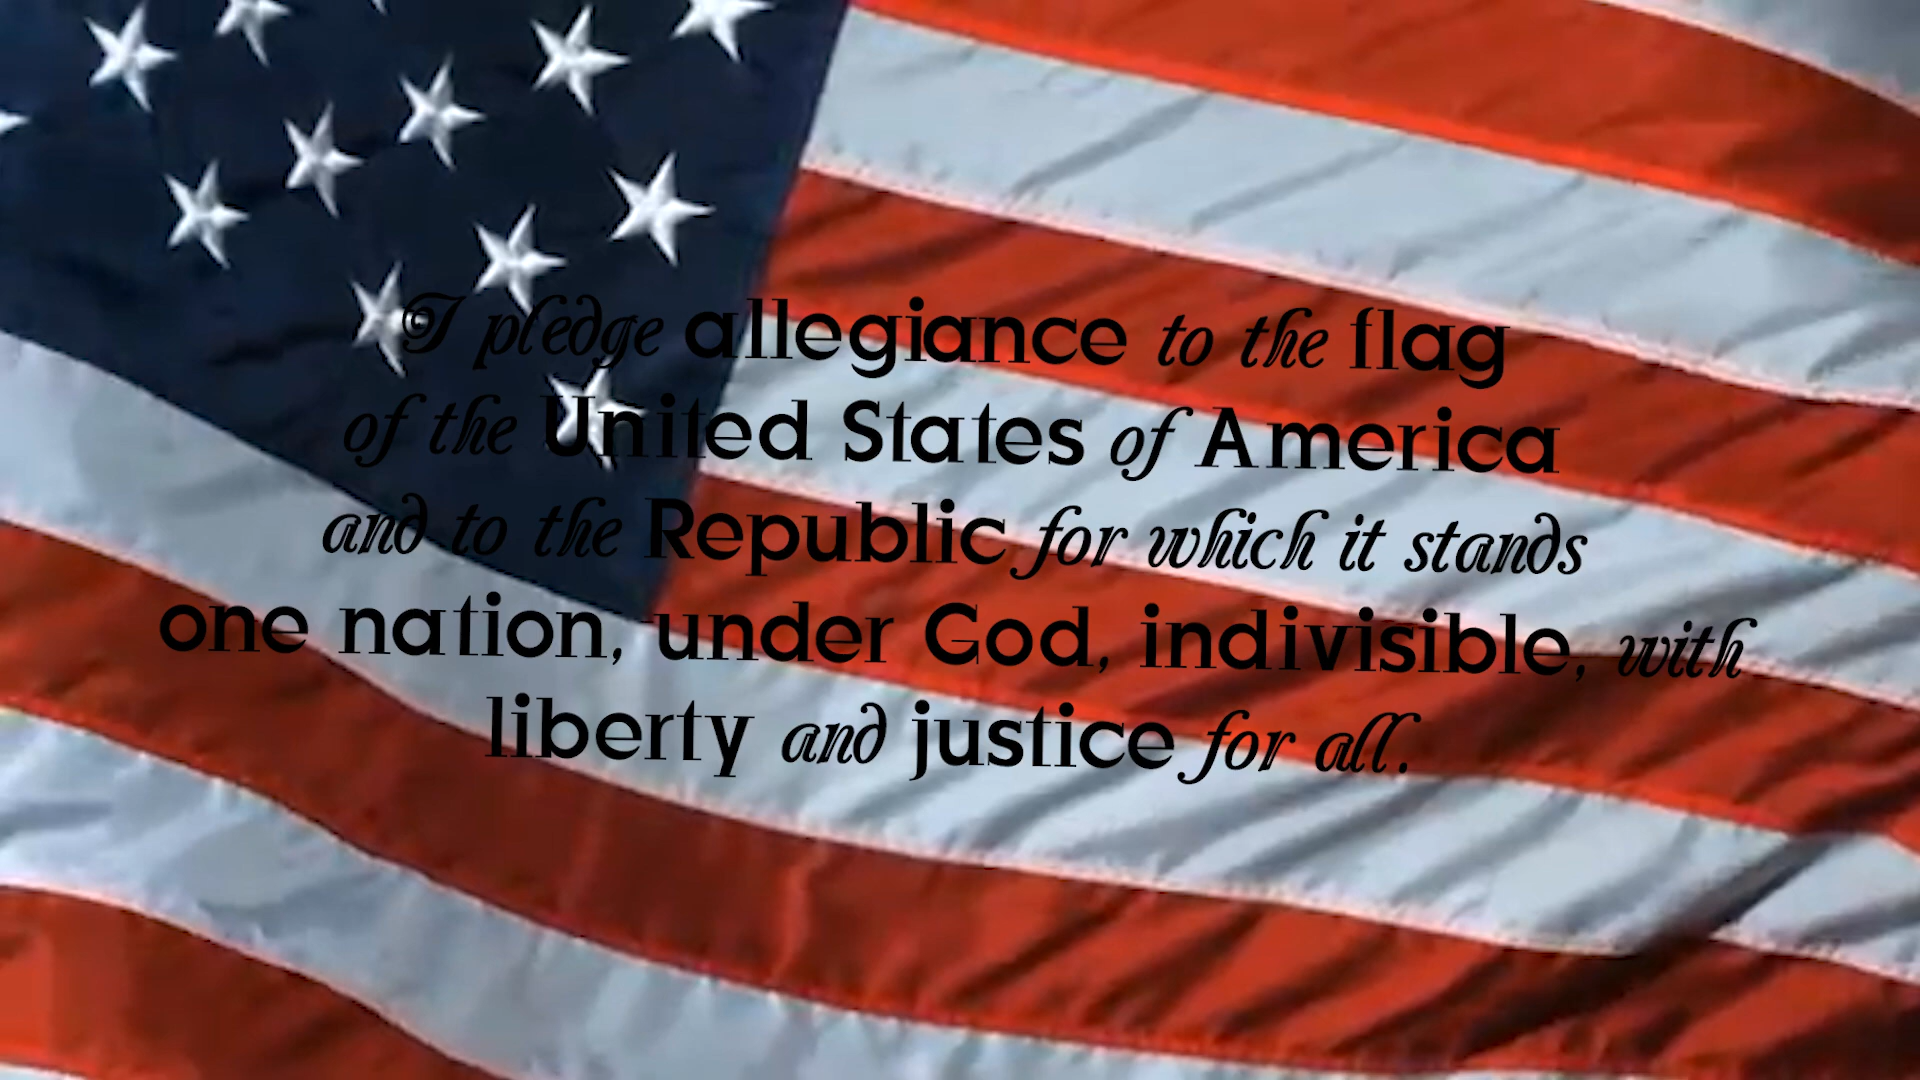 I pledge allegiance to the flag
of the United States of America
and to the Republic for which it stands
one nation, under God, indivisible, with
liberty and justice for all.